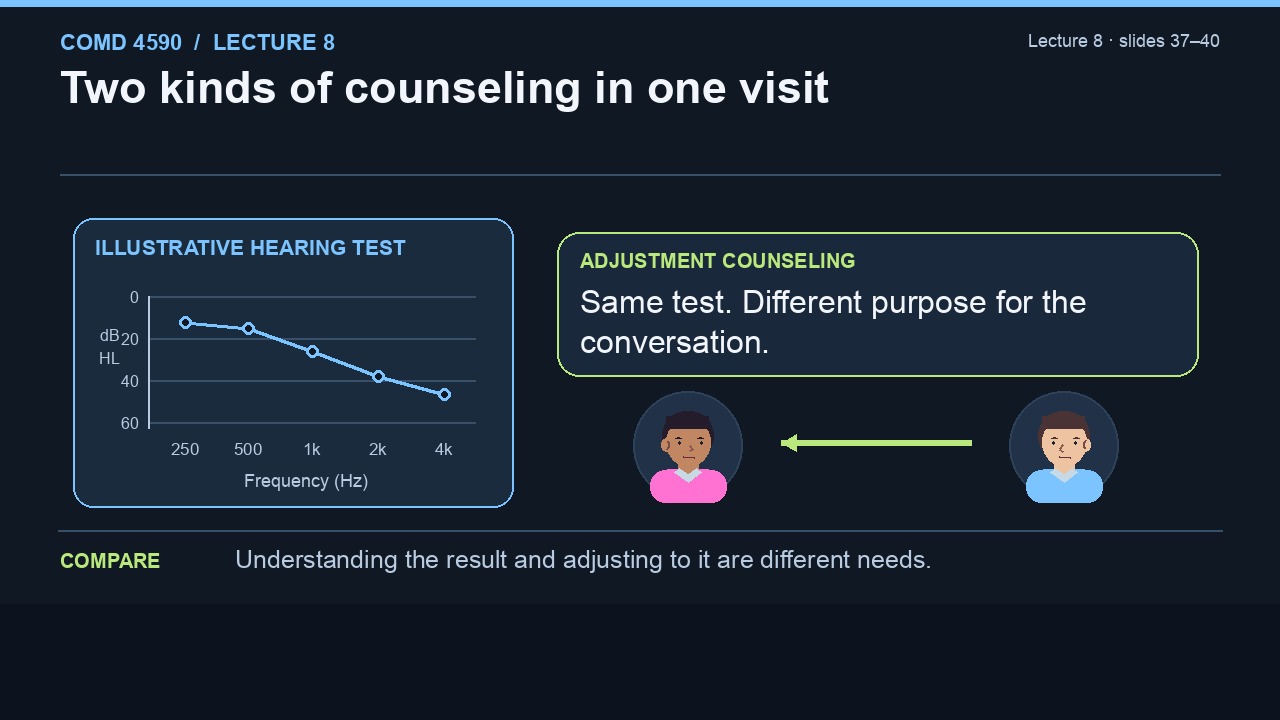 COMD 4590 / LECTURE 8
Lecture 8 · slides 37–40
Two kinds of counseling in one visit
ILLUSTRATIVE HEARING TEST
0
dB
20
HL
40
60
250 500 1k 2k 4k
Frequency (Hz)
ADJUSTMENT COUNSELING
Same test. Different purpose for the
conversation.
COMPARE
Understanding the result and adjusting to it are different needs.